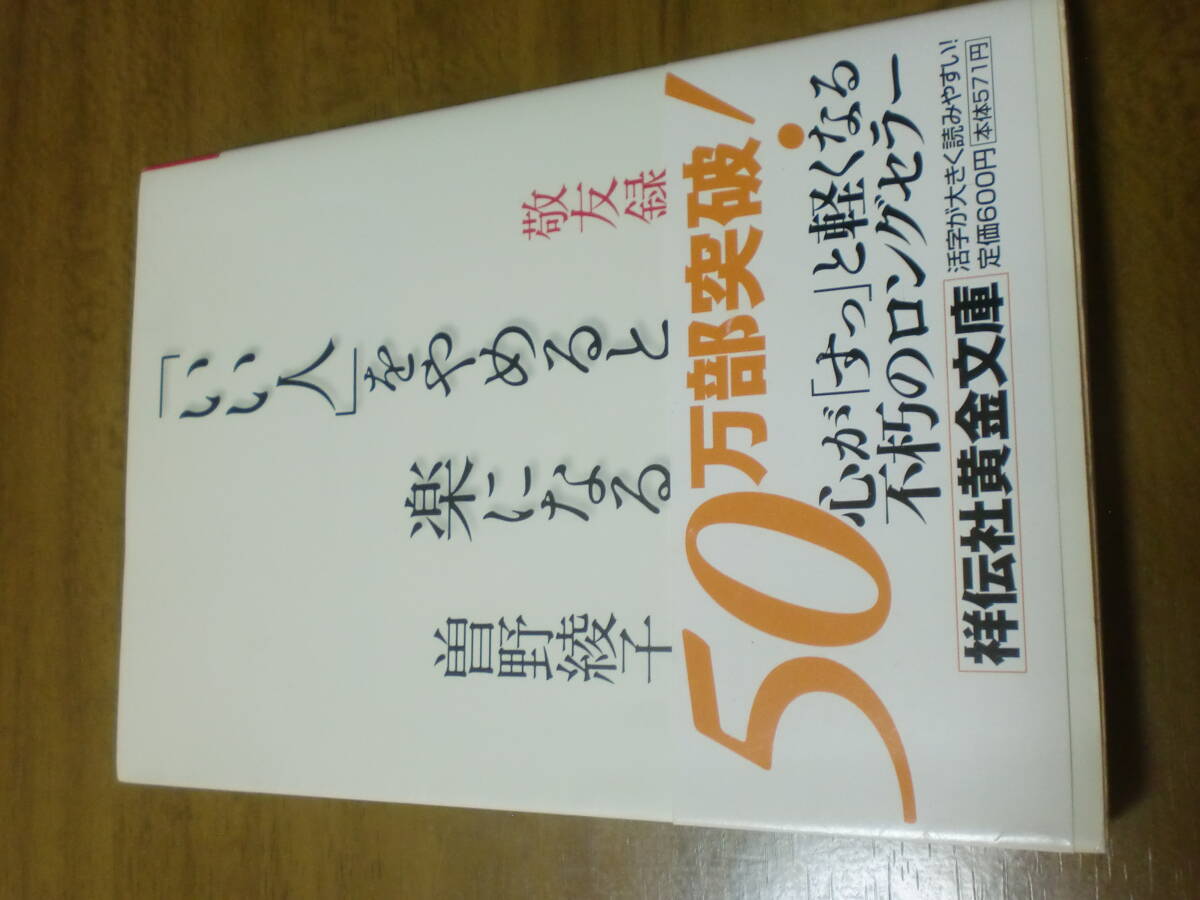 敬友録
「いい人」をやめると
楽になる
曽野綾子
50万部突破!
心が「すっ」と軽くなる
不朽のロングセラー
祥伝社黄金文庫
活字が大きく読みやすい!
定価600円 本体571円